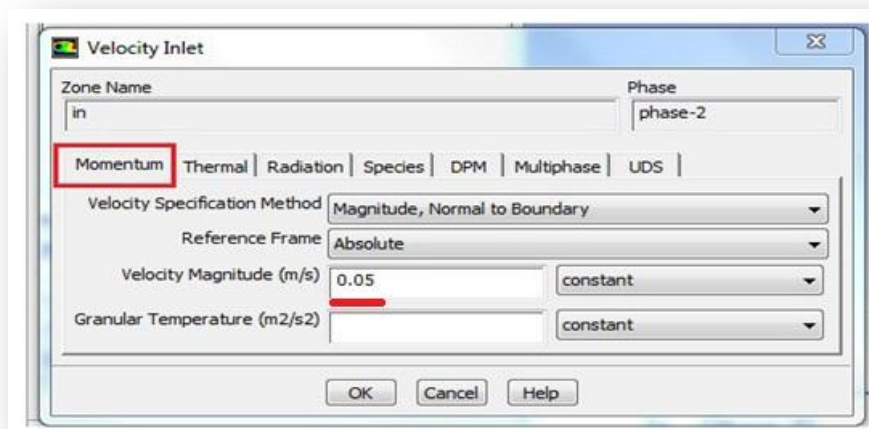 Velocity Inlet
Zone Name Phase
in phase-2
Momentum Thermal Radiation Species DPM Multiphase UDS
Velocity Specification Method Magnitude, Normal to Boundary
Reference Frame Absolute
Velocity Magnitude (m/s) 0.05 constant
Granular Temperature (m2/s2) constant
OK Cancel Help